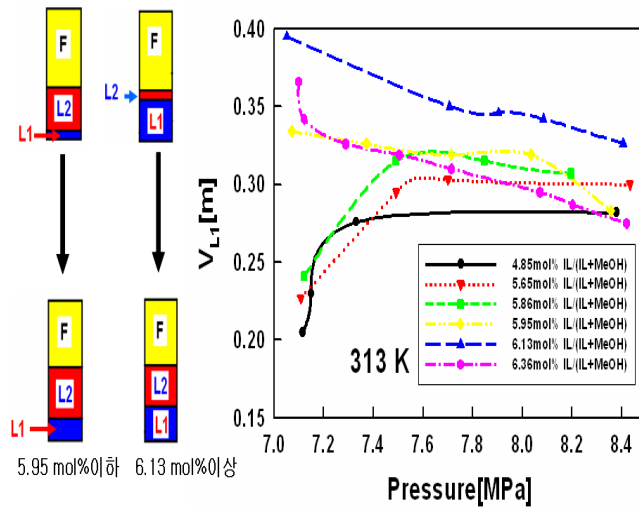 F
L2
L1
F
L2
L1
F
L2
L1
F
L2
L1
5.95 mol%이하
6.13 mol%이상
V_L1[m]
0.40
0.35
0.30
0.25
0.20
0.15
7.0 7.2 7.4 7.6 7.8 8.0 8.2 8.4
Pressure[MPa]
313 K
4.85mol% IL/(IL+MeOH)
5.65mol% IL/(IL+MeOH)
5.86mol% IL/(IL+MeOH)
5.95mol% IL/(IL+MeOH)
6.13mol% IL/(IL+MeOH)
6.36mol% IL/(IL+MeOH)